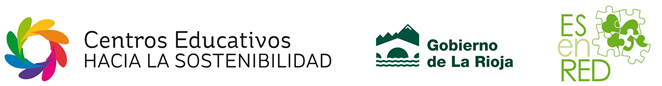 Centros Educativos
HACIA LA SOSTENIBILIDAD
Gobierno
de La Rioja
ES
en
RED